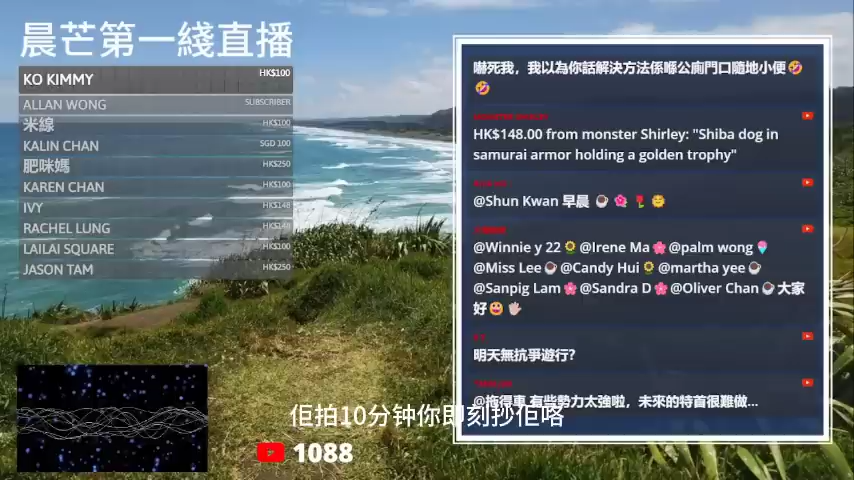 晨芒第一綫直播
KO KIMMY HK$100
ALLAN WONG SUBSCRIBER
米線 HK$100
KALIN CHAN SGD 100
肥咪媽 HK$250
KAREN CHAN HK$100
IVY HK$148
RACHEL LUNG HK$148
LAILAI SQUARE HK$100
JASON TAM HK$250
嚇死我，我以為你話解決方法係喺公廁門口隨地小便🤣
🤣
HK$148.00 from monster Shirley: "Shiba dog in
samurai armor holding a golden trophy"
@Shun Kwan 早晨 ☕ 🌺 🌹 🥳
@Winnie y 22🌻@Irene Ma🌸@palm wong🍧
@Miss Lee☕@Candy Hui🌻@martha yee☕
@Sanpig Lam🌸@Sandra D🌸@Oliver Chan☕大家
好😃🖐🏻
明天無抗爭遊行?
@拖得車 有些勢力太強啦，未來的特首很難做...
佢拍10分钟你即刻抄佢咯
1088